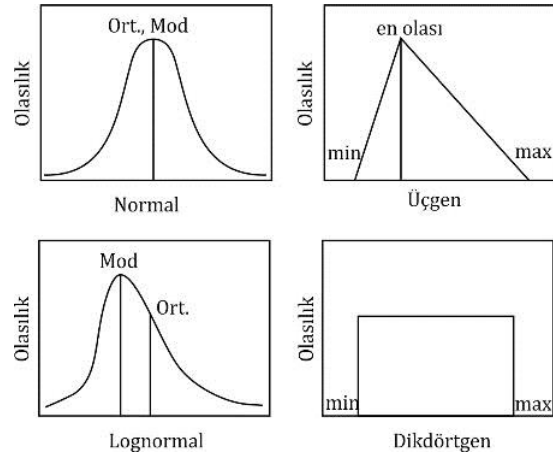 Ort., Mod
Olasılık
Normal
en olası
Olasılık
min
max
Üçgen
Mod
Ort.
Olasılık
Lognormal
Olasılık
min
max
Dikdörtgen